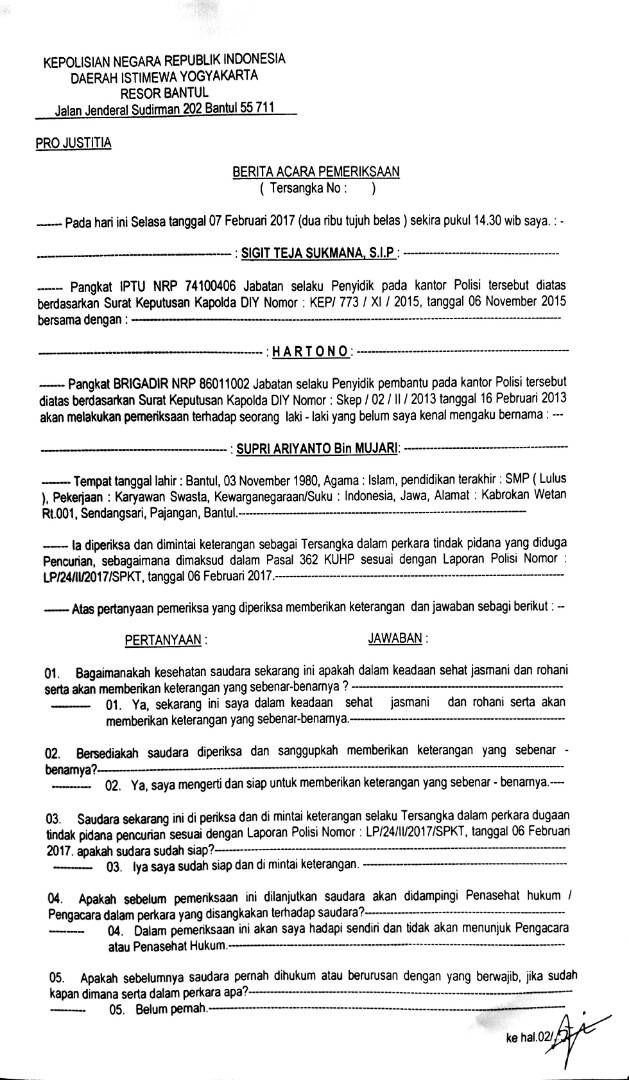 KEPOLISIAN NEGARA REPUBLIK INDONESIA
DAERAH ISTIMEWA YOGYAKARTA
RESOR BANTUL
Jalan Jenderal Sudirman 202 Bantul 55 711
PRO JUSTITIA
BERITA ACARA PEMERIKSAAN
( Tersangka No : )
------- Pada hari ini Selasa tanggal 07 Februari 2017 (dua ribu tujuh belas ) sekira pukul 14.30 wib saya. : -
------- : SIGIT TEJA SUKMANA, S.I.P : -------
------- Pangkat IPTU NRP 74100406 Jabatan selaku Penyidik pada kantor Polisi tersebut diatas
berdasarkan Surat Keputusan Kapolda DIY Nomor : KEP/ 773 / XI / 2015, tanggal 06 November 2015
bersama dengan : -------
------- : H A R T O N O : -------
------- Pangkat BRIGADIR NRP 86011002 Jabatan selaku Penyidik pembantu pada kantor Polisi tersebut
diatas berdasarkan Surat Keputusan Kapolda DIY Nomor : Skep / 02 / II / 2013 tanggal 16 Pebruari 2013
akan melakukan pemeriksaan terhadap seorang laki - laki yang belum saya kenal mengaku bernama : ---
------- : SUPRI ARIYANTO Bin MUJARI: -------
------- Tempat tanggal lahir : Bantul, 03 November 1980, Agama : Islam, pendidikan terakhir : SMP ( Lulus
), Pekerjaan : Karyawan Swasta, Kewarganegaraan/Suku : Indonesia, Jawa, Alamat : Kabrokan Wetan
Rt.001, Sendangsari, Pajangan, Bantul.-------
------- Ia diperiksa dan dimintai keterangan sebagai Tersangka dalam perkara tindak pidana yang diduga
Pencurian, sebagaimana dimaksud dalam Pasal 362 KUHP sesuai dengan Laporan Polisi Nomor :
LP/24/II/2017/SPKT, tanggal 06 Februari 2017.-------
------- Atas pertanyaan pemeriksa yang diperiksa memberikan keterangan dan jawaban sebagi berikut : --
PERTANYAAN : JAWABAN :
01. Bagaimanakah kesehatan saudara sekarang ini apakah dalam keadaan sehat jasmani dan rohani
serta akan memberikan keterangan yang sebenar-benarnya ? -------
------- 01. Ya, sekarang ini saya dalam keadaan sehat jasmani dan rohani serta akan
memberikan keterangan yang sebenar-benarnya.-------
02. Bersediakah saudara diperiksa dan sanggupkah memberikan keterangan yang sebenar -
benarnya?-------
------- 02. Ya, saya mengerti dan siap untuk memberikan keterangan yang sebenar - benarnya.----
03. Saudara sekarang ini di periksa dan di mintai keterangan selaku Tersangka dalam perkara dugaan
tindak pidana pencurian sesuai dengan Laporan Polisi Nomor : LP/24/II/2017/SPKT, tanggal 06 Februari
2017. apakah sudara sudah siap?-------
------- 03. Iya saya sudah siap dan di mintai keterangan. -------
04. Apakah sebelum pemeriksaan ini dilanjutkan saudara akan didampingi Penasehat hukum /
Pengacara dalam perkara yang disangkakan terhadap saudara?-------
------- 04. Dalam pemeriksaan ini akan saya hadapi sendiri dan tidak akan menunjuk Pengacara
atau Penasehat Hukum.-------
05. Apakah sebelumnya saudara pernah dihukum atau berurusan dengan yang berwajib, jika sudah
kapan dimana serta dalam perkara apa?-------
------- 05. Belum pernah.-------
ke hal.02/